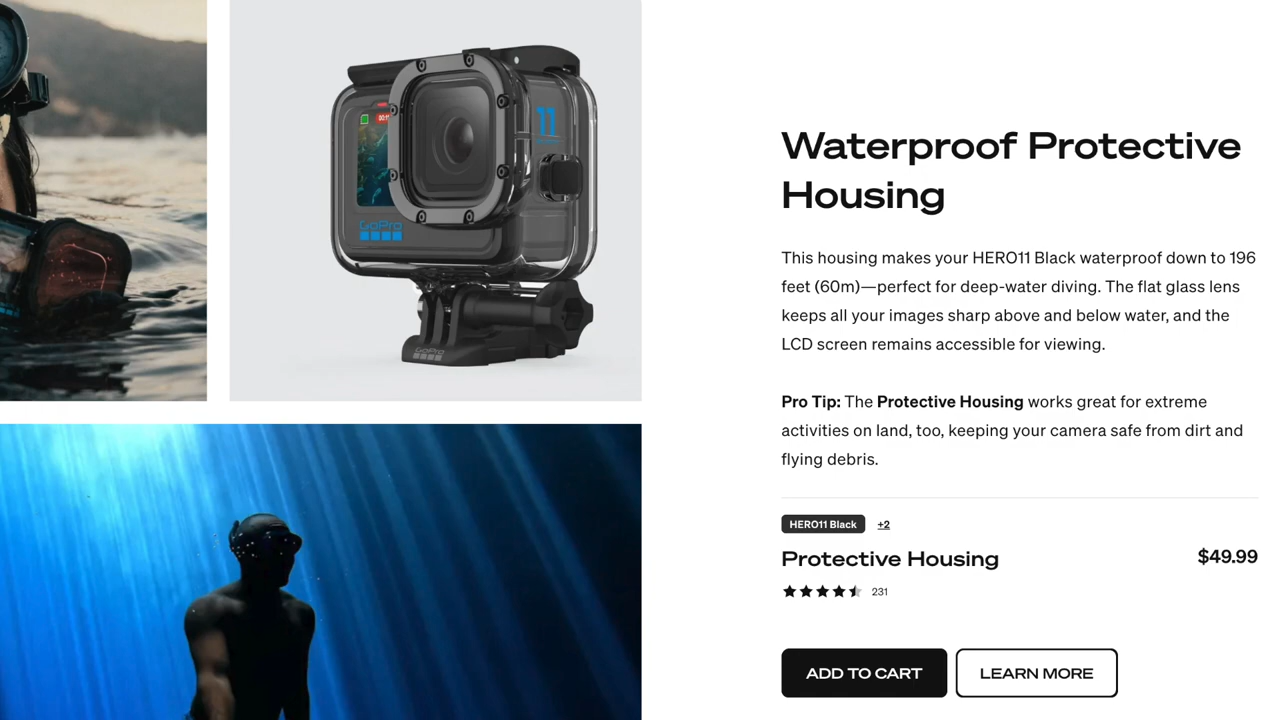 11
GoPro
GoPro
Waterproof Protective
Housing
This housing makes your HERO11 Black waterproof down to 196
feet (60m)—perfect for deep-water diving. The flat glass lens
keeps all your images sharp above and below water, and the
LCD screen remains accessible for viewing.
Pro Tip: The Protective Housing works great for extreme
activities on land, too, keeping your camera safe from dirt and
flying debris.
HERO11 Black +2
Protective Housing $49.99
231
ADD TO CART LEARN MORE